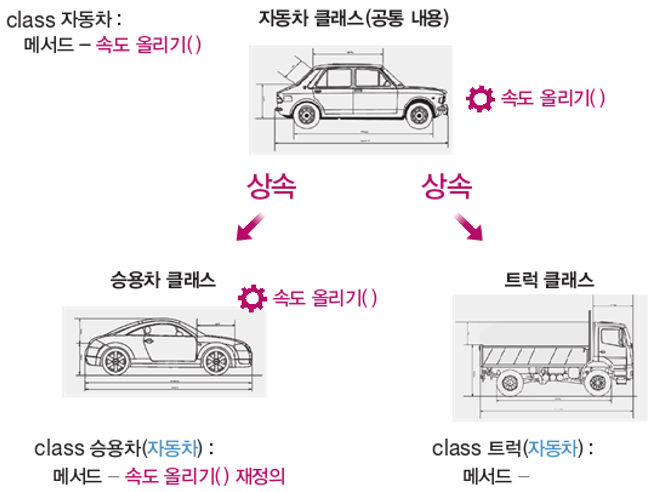 class 자동차 :
메서드 – 속도 올리기( )
자동차 클래스(공통 내용)
속도 올리기( )
상속
상속
승용차 클래스
속도 올리기( )
트럭 클래스
class 승용차(자동차) :
메서드 – 속도 올리기( ) 재정의
class 트럭(자동차) :
메서드 –